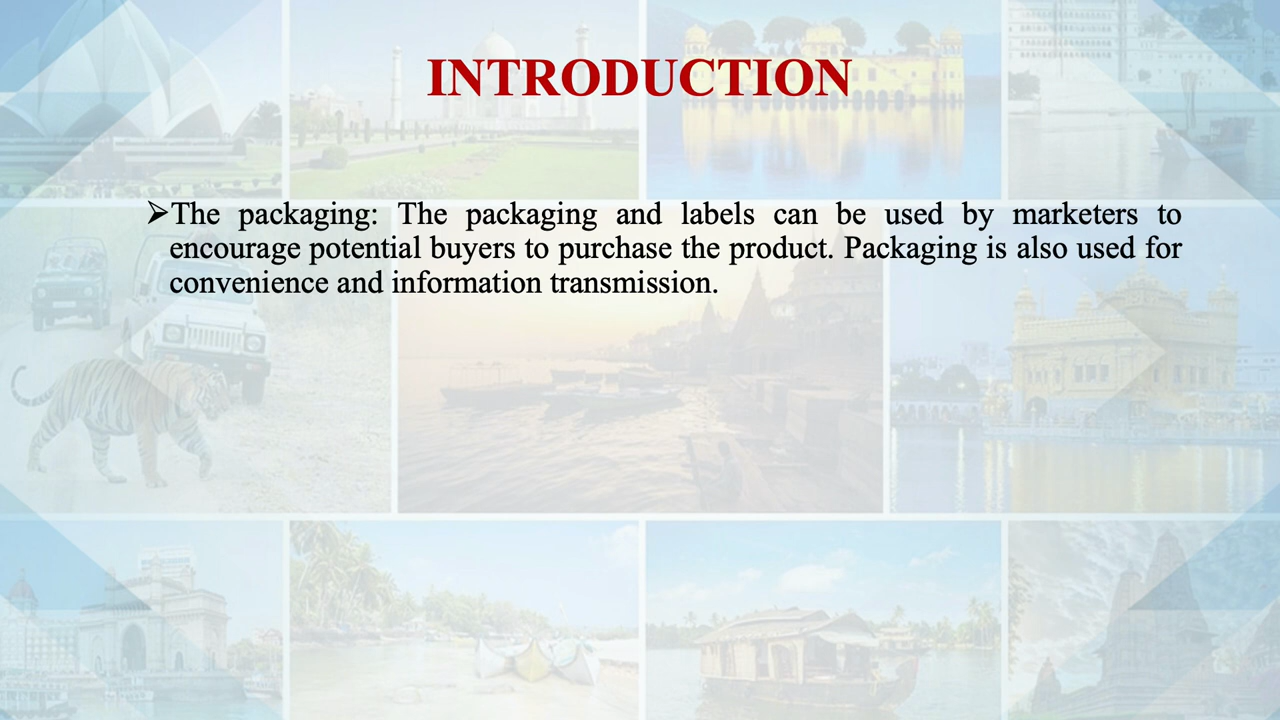 INTRODUCTION
➢The packaging: The packaging and labels can be used by marketers to
encourage potential buyers to purchase the product. Packaging is also used for
convenience and information transmission.